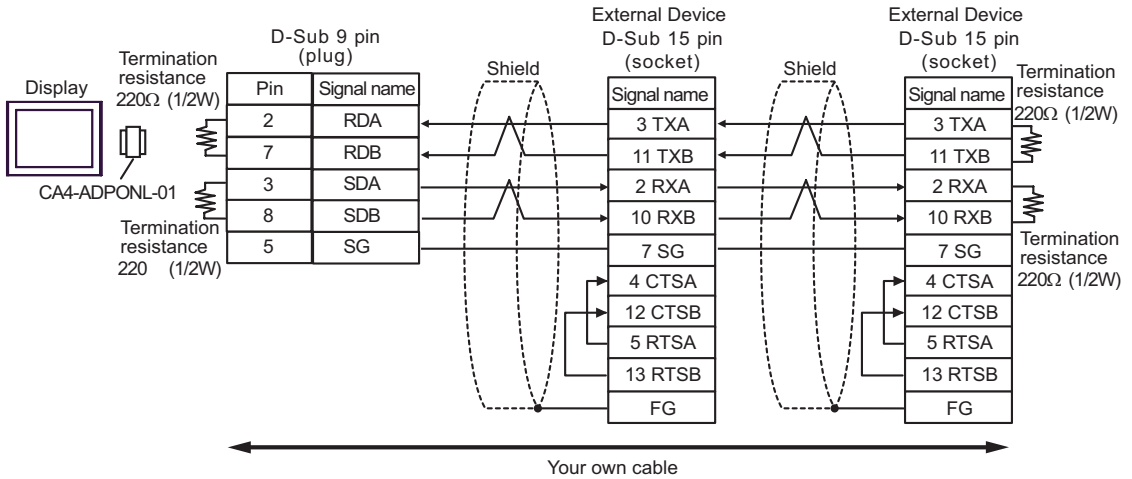 Display
CA4-ADPONL-01
Termination
resistance
220Ω (1/2W)
Termination
resistance
220 (1/2W)
D-Sub 9 pin
(plug)
Pin Signal name
2 RDA
7 RDB
3 SDA
8 SDB
5 SG
Shield
External Device
D-Sub 15 pin
(socket)
Signal name
3 TXA
11 TXB
2 RXA
10 RXB
7 SG
4 CTSA
12 CTSB
5 RTSA
13 RTSB
FG
Shield
External Device
D-Sub 15 pin
(socket)
Signal name
3 TXA
11 TXB
2 RXA
10 RXB
7 SG
4 CTSA
12 CTSB
5 RTSA
13 RTSB
FG
Termination
resistance
220Ω (1/2W)
Termination
resistance
220Ω (1/2W)
Your own cable